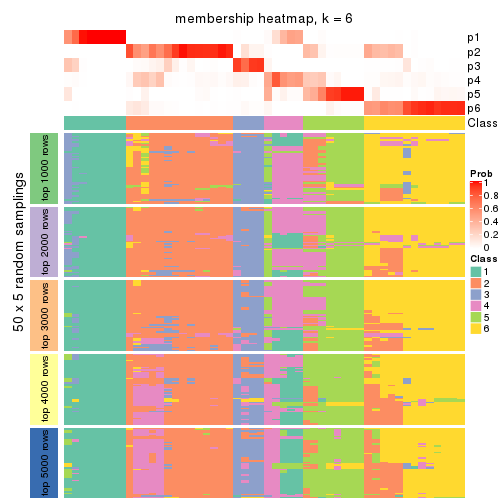 membership heatmap, k = 6
p1
p2
p3
p4
p5
p6
Class
50 x 5 random samplings
top 1000 rows
top 2000 rows
top 3000 rows
top 4000 rows
top 5000 rows
Prob
1
0.8
0.6
0.4
0.2
0
Class
1
2
3
4
5
6